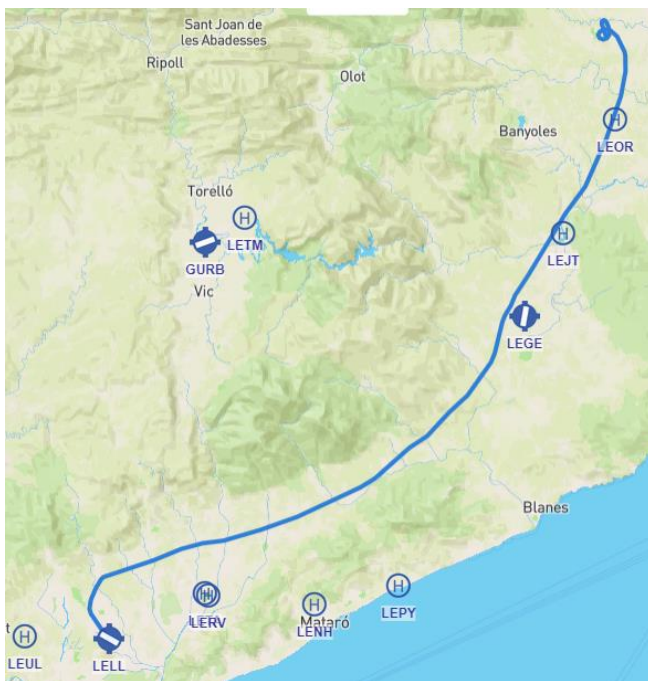 Sant Joan de
les Abadesses
Ripoll
Olot
H
LEOR
Banyoles
Torelló
H
LETM
GURB
H
LEJT
Vic
LEGE
Blanes
H
LERV
H
LENH
Mataró
H
LEPY
H
LEUL
LELL